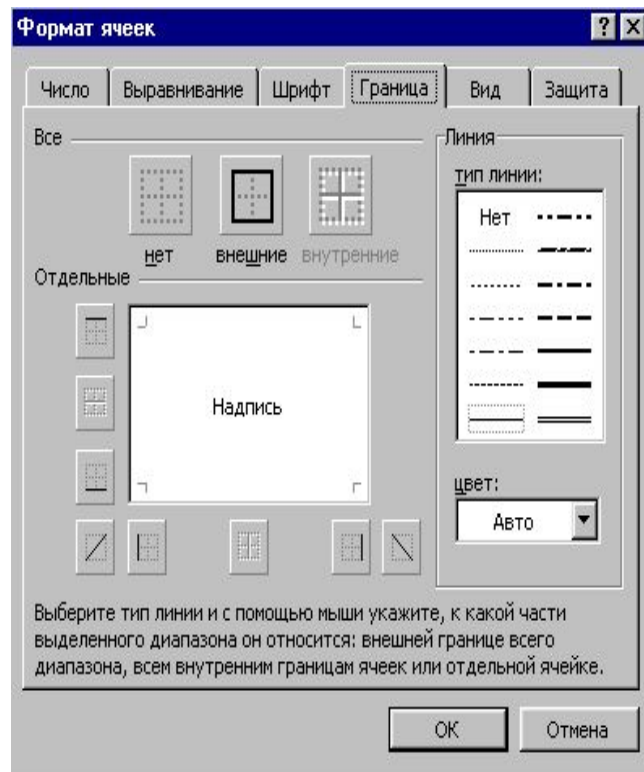 Формат ячеек
Число Выравнивание Шрифт Граница Вид Защита
Все
нет внешние внутренние
Отдельные
Надпись
Линия
тип линии:
Нет
цвет:
Авто
Выберите тип линии и с помощью мыши укажите, к какой части
выделенного диапазона он относится: внешней границе всего
диапазона, всем внутренним границам ячеек или отдельной ячейке.
ОК Отмена